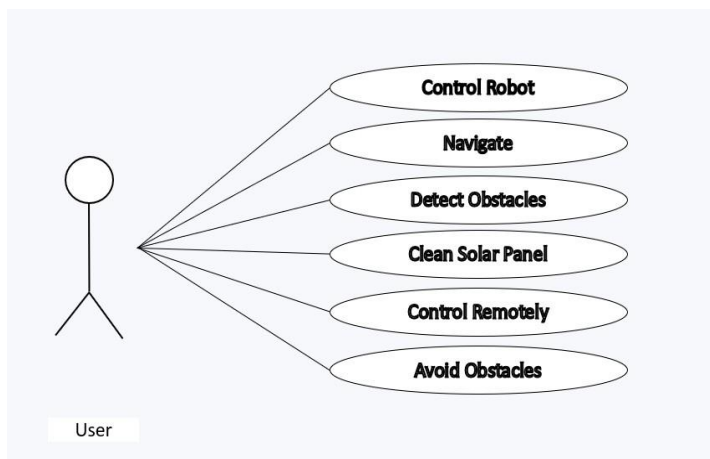 Control Robot
Navigate
Detect Obstacles
Clean Solar Panel
Control Remotely
Avoid Obstacles
User